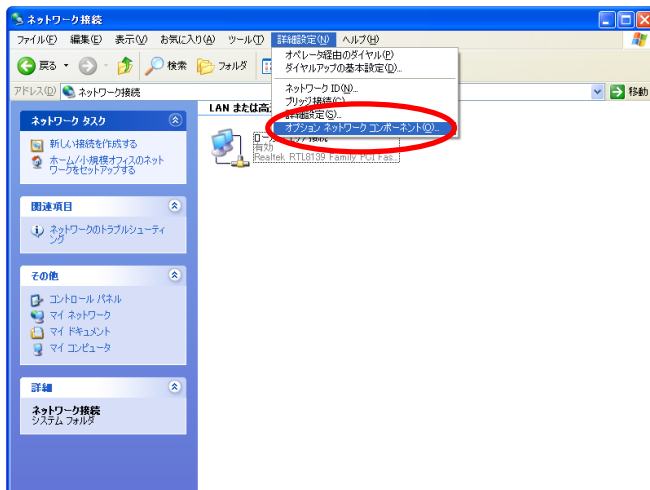 ネットワーク接続
ファイル(F) 編集(E) 表示(V) お気に入り(A) ツール(T) 詳細設定(N) ヘルプ(H)
オペレータ経由のダイヤル(P)
ダイヤルアップの基本設定(D)...
ネットワーク ID(N)...
ブリッジ接続(C)
詳細設定(S)...
オプション ネットワーク コンポーネント(O)...
戻る 検索 フォルダ
アドレス(D) ネットワーク接続 移動
LAN または高
有効
Realtek RTL8139 Family PCI Fas...
ネットワーク タスク
新しい接続を作成する
ホーム/小規模オフィスのネット
ワークをセットアップする
関連項目
ネットワークのトラブルシューティ
ング
その他
コントロール パネル
マイ ネットワーク
マイ ドキュメント
マイ コンピュータ
詳細
ネットワーク接続
システム フォルダ